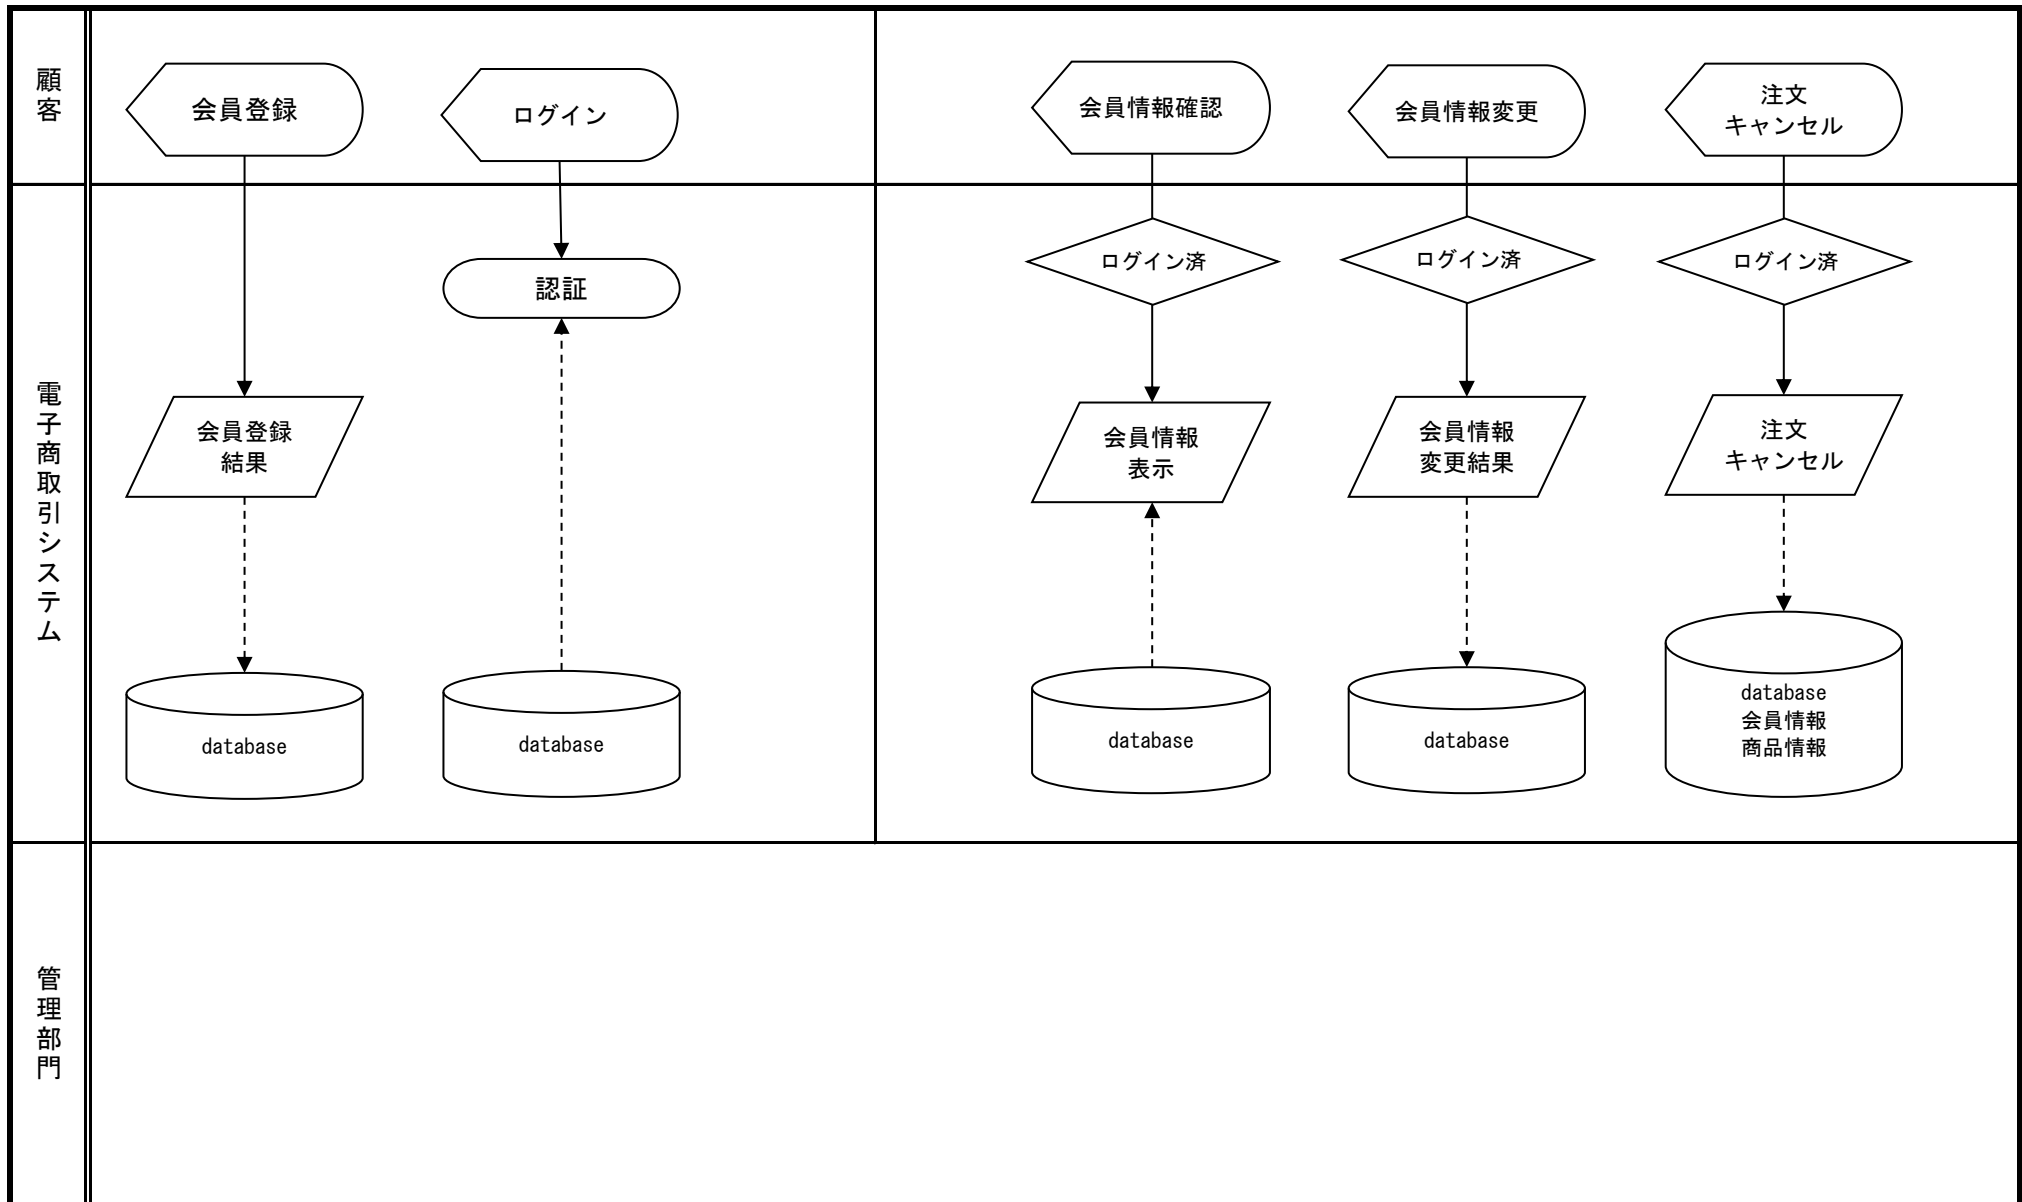 顧客
会員登録
ログイン
会員情報確認
会員情報変更
注文
キャンセル
電子商取引システム
認証
ログイン済
ログイン済
ログイン済
会員登録
結果
会員情報
表示
会員情報
変更結果
注文
キャンセル
database
database
database
database
database
会員情報
商品情報
管理部門